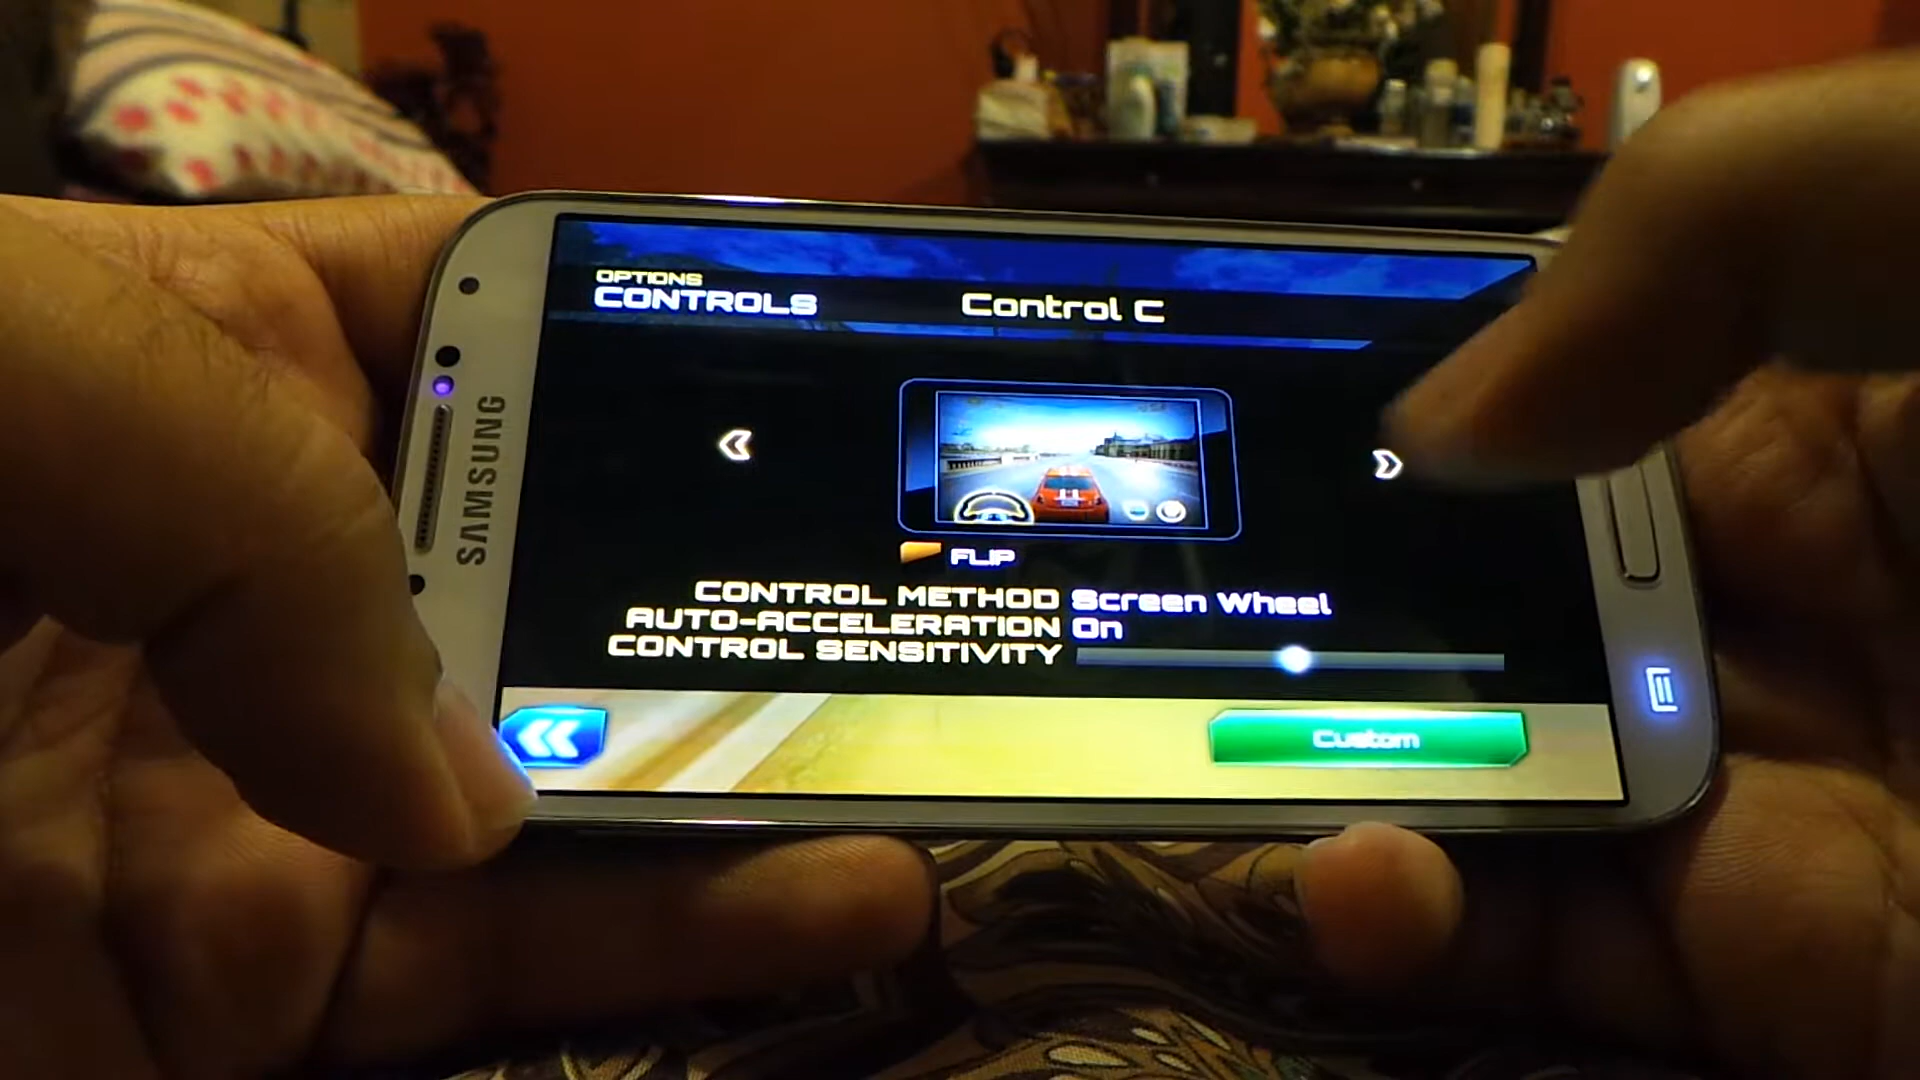 OPTIONS
CONTROLS
Control C
SAMSUNG
FLIP
CONTROL METHOD Screen Wheel
AUTO-ACCELERATION On
CONTROL SENSITIVITY
Custom